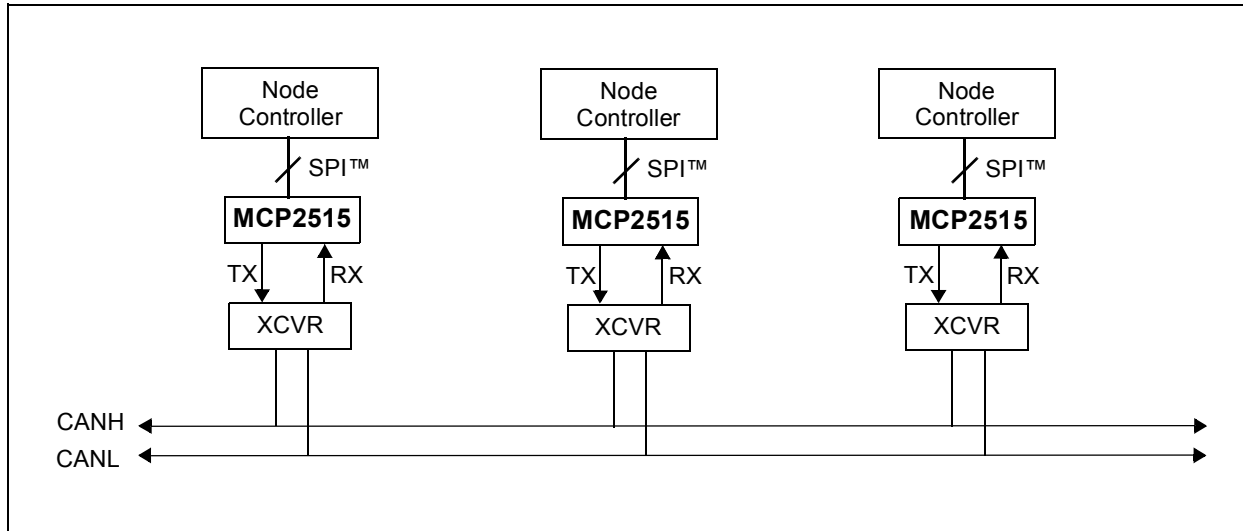 Node
Controller
Node
Controller
Node
Controller
SPI™
SPI™
SPI™
MCP2515
MCP2515
MCP2515
TX
RX
TX
RX
TX
RX
XCVR
XCVR
XCVR
CANH
CANL